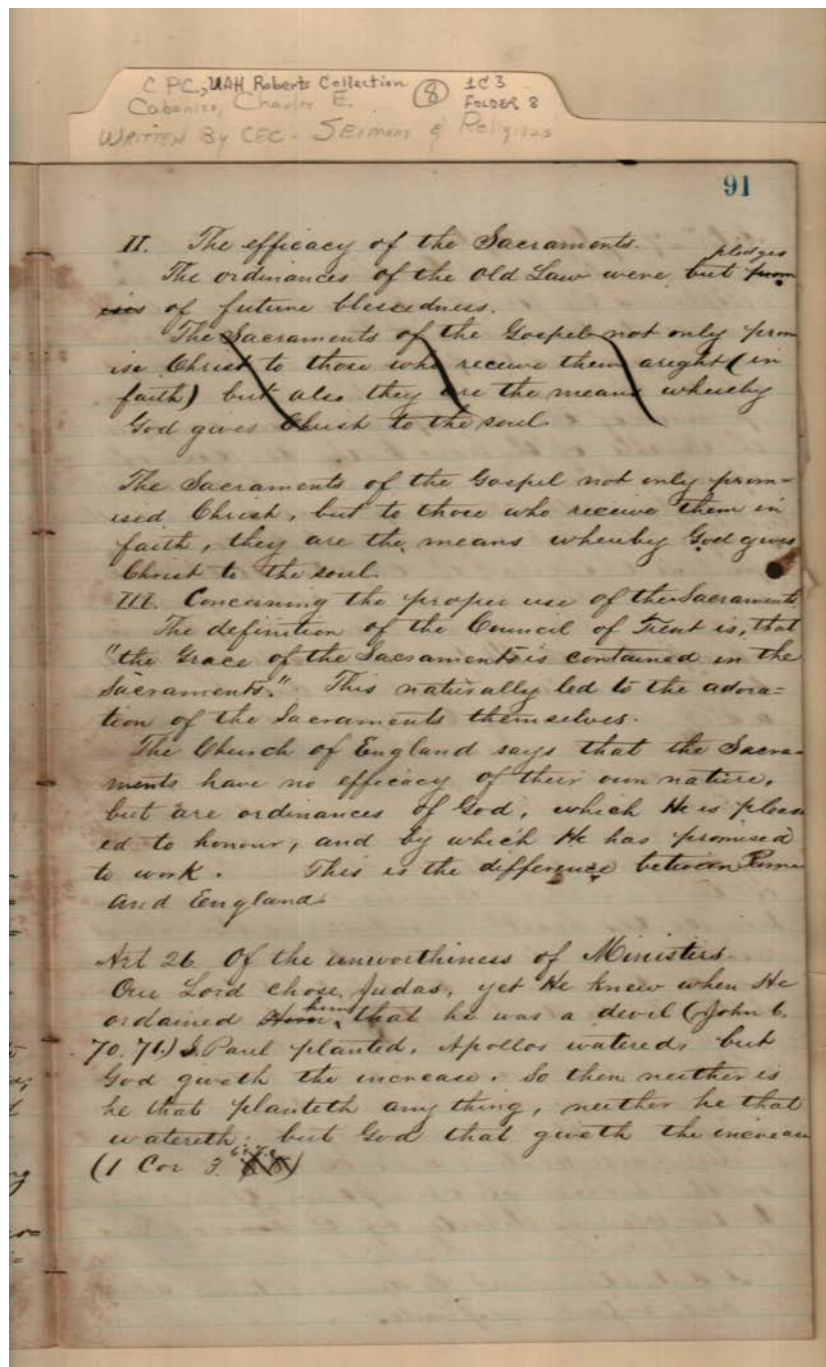 C PC, UAH Roberts Collection (8) 1C3
Cabaniss, Charles E. FOLDER 8
WRITTEN By CEC - SERMONS & Religious
91
II. The efficacy of the Sacraments.
pledges
The ordinances of the Old Law were but prom
ises of future blessedness.
The Sacraments of the Gospel not only prom
ise Christ to those who receive them aright (in
faith) but also they are the means whereby
God gives Christ to the soul.
The Sacraments of the Gospel not only prom=
ised Christ, but to those who receive them in
faith, they are the means whereby God gives
Christ to the soul.
III. Concerning the proper use of the Sacraments
The definition of the Council of Trent is, that
"the Grace of the Sacraments is contained in the
Sacraments." This naturally led to the adora=
tion of the Sacraments themselves.
The Church of England says that the Sacra=
ments have no efficacy of their own nature,
but are ordinances of God, which He is pleas
ed to honour, and by which He has promised
to work. This is the difference between Rome
and England.
Art 26 Of the unworthiness of Ministers.
Our Lord chose Judas, yet He knew when He
him
ordained Him that he was a devil (John 6.
70.71.) S. Paul planted, Apollos watered, but
God giveth the increase. So then neither is
he that planteth any thing, neither he that
watereth; but God that giveth the increase
(1 Cor 3. 6.7.)